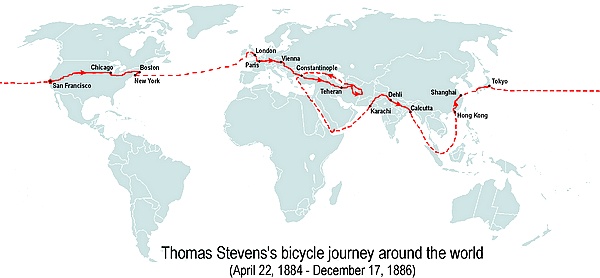 London
Chicago
Boston
Vienna
Paris
Constantinople
New York
San Francisco
Teheran
Dehli
Shanghai
Tokyo
Karachi
Calcutta
Hong Kong
Thomas Stevens's bicycle journey around the world
(April 22, 1884 - December 17, 1886)